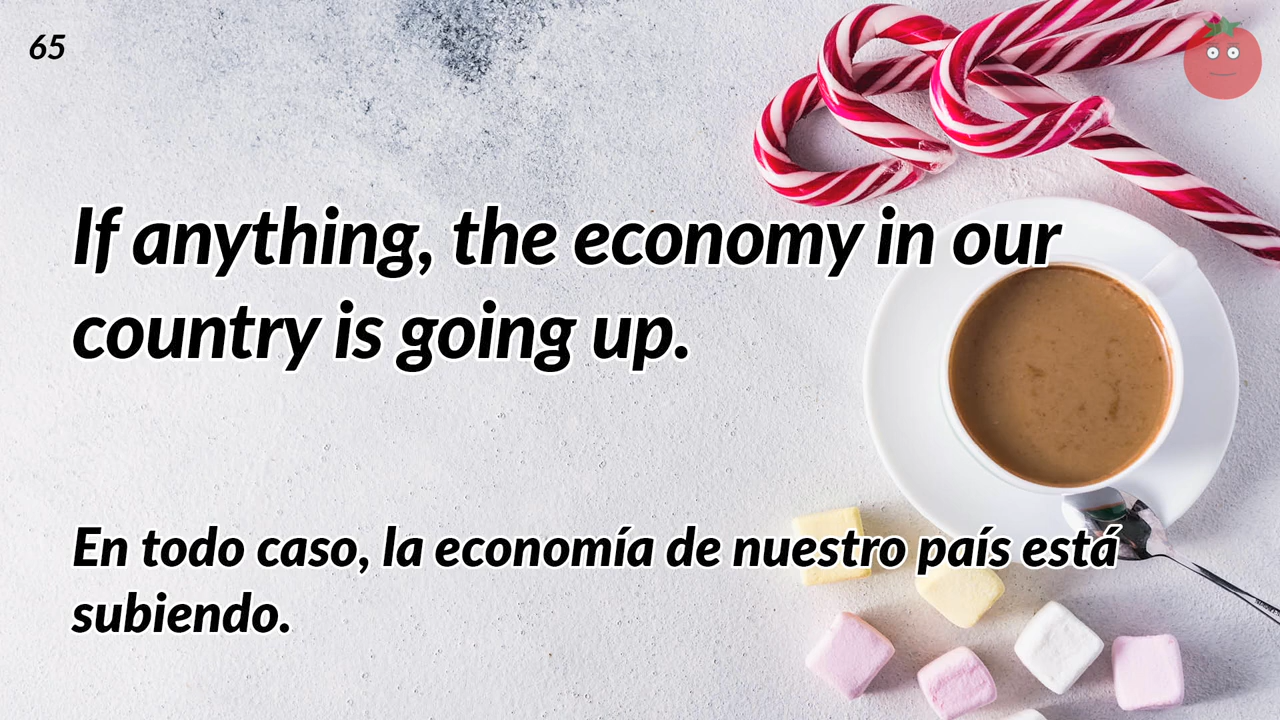 65
If anything, the economy in our
country is going up.
En todo caso, la economía de nuestro país está
subiendo.